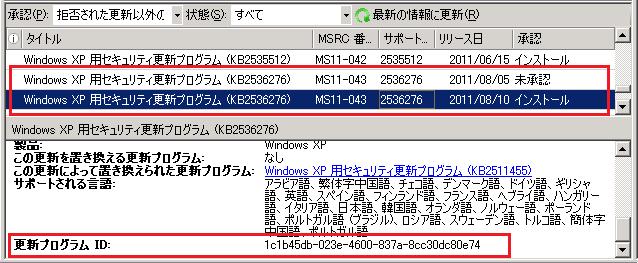 承認(P): 拒否された更新以外の 状態(S): すべて 最新の情報に更新(R)
タイトル MSRC 番... サポート... リリース日 承認
Windows XP 用セキュリティ更新プログラム (KB2535512) MS11-042 2535512 2011/06/15 インストール
Windows XP 用セキュリティ更新プログラム (KB2536276) MS11-043 2536276 2011/08/05 未承認
Windows XP 用セキュリティ更新プログラム (KB2536276) MS11-043 2536276 2011/08/10 インストール
Windows XP 用セキュリティ更新プログラム (KB2536276)
製品: Windows XP
この更新を置き換える更新プログラム: なし
この更新によって置き換えられた更新プログラム: Windows XP 用セキュリティ更新プログラム (KB2511455)
サポートされる言語: アラビア語、繁体字中国語、チェコ語、デンマーク語、ドイツ語、ギリシャ
語、英語、スペイン語、フィンランド語、フランス語、ヘブライ語、ハンガリー
語、イタリア語、日本語、韓国語、オランダ語、ノルウェー語、ポーランド
語、ポルトガル語 (ブラジル)、ロシア語、スウェーデン語、トルコ語、簡体字
中国語、ポルトガル語
更新プログラム ID: 1c1b45db-023e-4600-837a-8cc30dc80e74